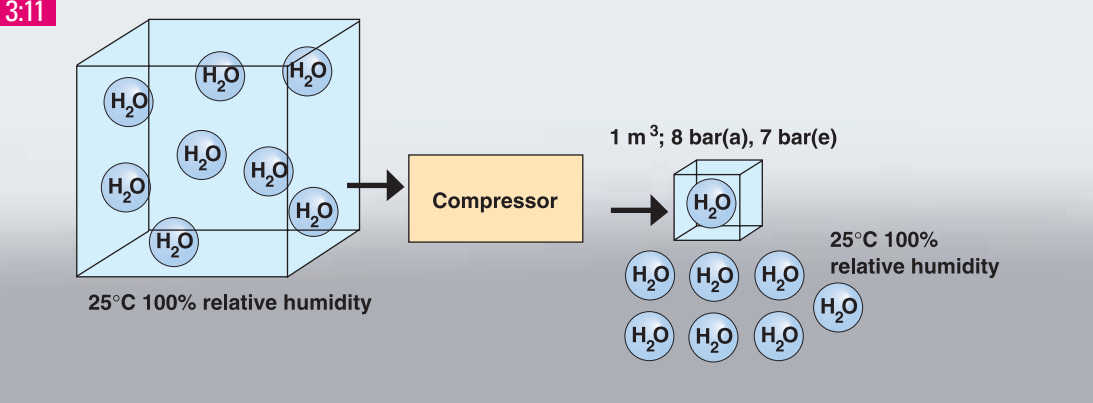 3:11
H₂O
H₂O
H₂O
H₂O
H₂O
H₂O
H₂O
H₂O
25°C 100% relative humidity
Compressor
1 m³; 8 bar(a), 7 bar(e)
H₂O
25°C 100%
relative humidity
H₂O H₂O H₂O
H₂O
H₂O H₂O H₂O